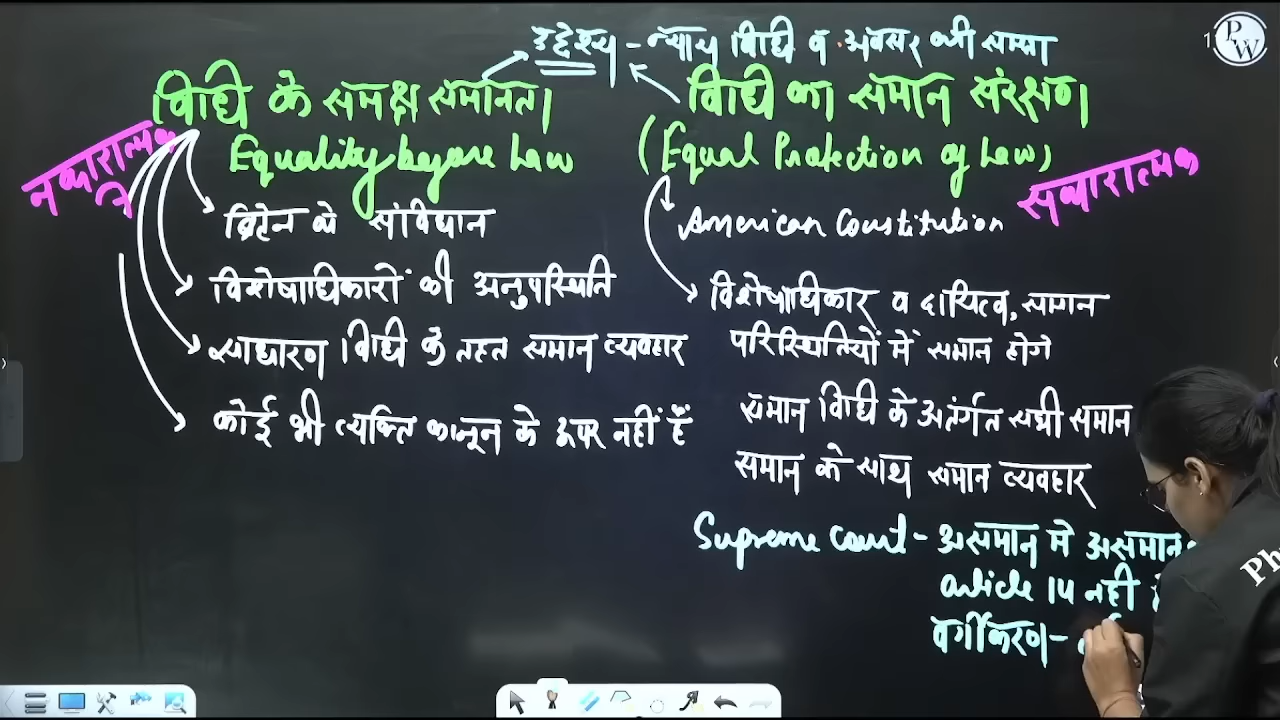 उद्देश्य - न्याय विधि व अवसर की समता
PW
विधि के समक्ष समानता
Equality before Law
नकारात्मक
विधि का समान संरक्षण
(Equal Protection of Law)
सकारात्मक
ब्रिटेन के संविधान
विशेषाधिकारों की अनुपस्थिति
साधारण विधि के तहत समान व्यवहार
कोई भी व्यक्ति कानून के ऊपर नहीं है
American Constitution
विशेषाधिकार व दायित्व, समान
परिस्थितियों में समान होंगे
समान विधि के अंतर्गत सभी समान
समान के साथ समान व्यवहार
Supreme Court - असमान मे असमान
article 14 नही
वर्गीकरण -
Ph